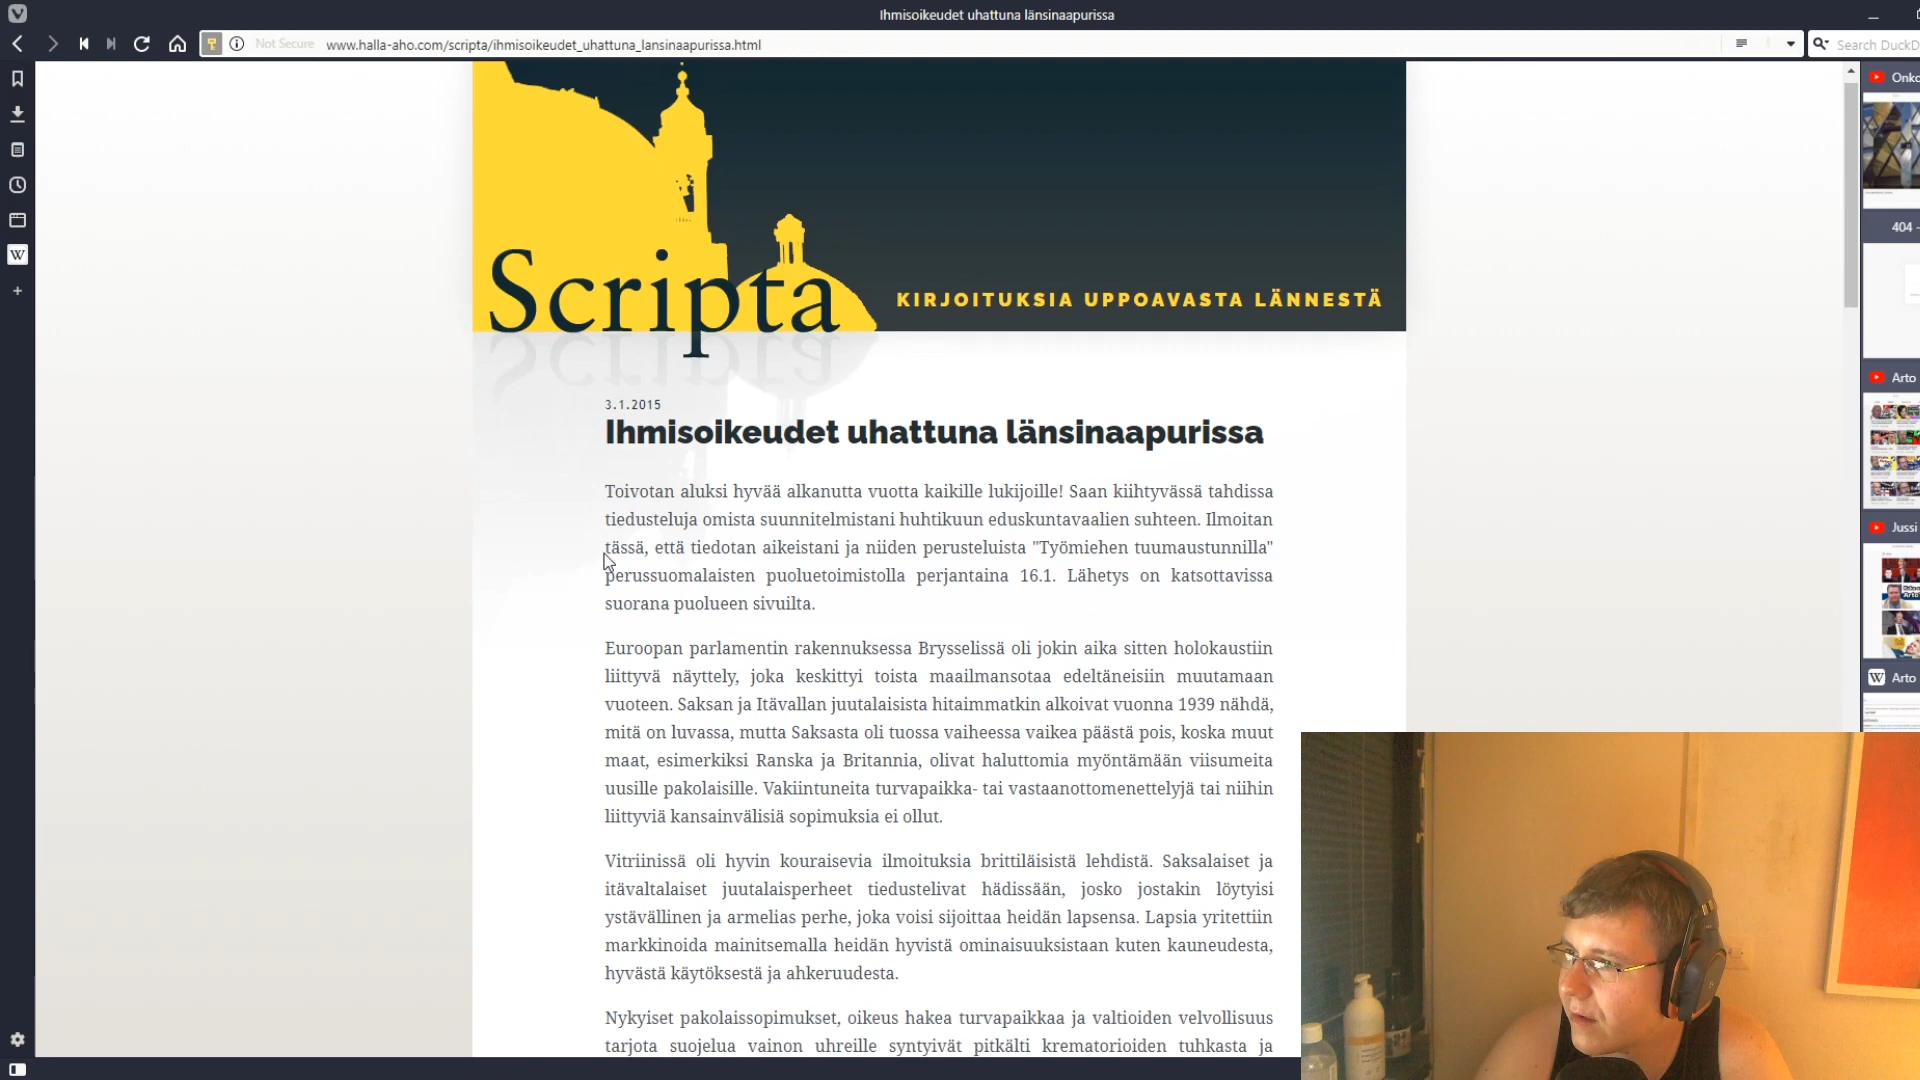 Ihmisoikeudet uhattuna länsinaapurissa
Not Secure
www.halla-aho.com/scripta/ihmisoikeudet_uhattuna_lansinaapurissa.html
Search DuckD
Scripta
KIRJOITUKSIA UPPOAVASTA LÄNNESTÄ
3.1.2015
Ihmisoikeudet uhattuna länsinaapurissa
Toivotan aluksi hyvää alkanutta vuotta kaikille lukijoille! Saan kiihtyvässä tahdissa
tiedusteluja omista suunnitelmistani huhtikuun eduskuntavaalien suhteen. Ilmoitan
tässä, että tiedotan aikeistani ja niiden perusteluista "Työmiehen tuumaustunnilla"
perussuomalaisten puoluetoimistolla perjantaina 16.1. Lähetys on katsottavissa
suorana puolueen sivuilta.
Euroopan parlamentin rakennuksessa Brysselissä oli jokin aika sitten holokaustiin
liittyvä näyttely, joka keskittyi toista maailmansotaa edeltäneisiin muutamaan
vuoteen. Saksan ja Itävallan juutalaisista hitaimmatkin alkoivat vuonna 1939 nähdä,
mitä on luvassa, mutta Saksasta oli tuossa vaiheessa vaikea päästä pois, koska muut
maat, esimerkiksi Ranska ja Britannia, olivat haluttomia myöntämään viisumeita
uusille pakolaisille. Vakiintuneita turvapaikka- tai vastaanottomenettelyjä tai niihin
liittyviä kansainvälisiä sopimuksia ei ollut.
Vitriinissä oli hyvin kouraisevia ilmoituksia brittiläisistä lehdistä. Saksalaiset ja
itävaltalaiset juutalaisperheet tiedustelivat hädissään, josko jostakin löytyisi
ystävällinen ja armelias perhe, joka voisi sijoittaa heidän lapsensa. Lapsia yritettiin
markkinoida mainitsemalla heidän hyvistä ominaisuuksistaan kuten kauneudesta,
hyvästä käytöksestä ja ahkeruudesta.
Nykyiset pakolaissopimukset, oikeus hakea turvapaikkaa ja valtioiden velvollisuus
tarjota suojelua vainon uhreille syntyivät pitkälti krematorioiden tuhkasta ja
Onko
404 -
Arto
Jussi
W Arto
W